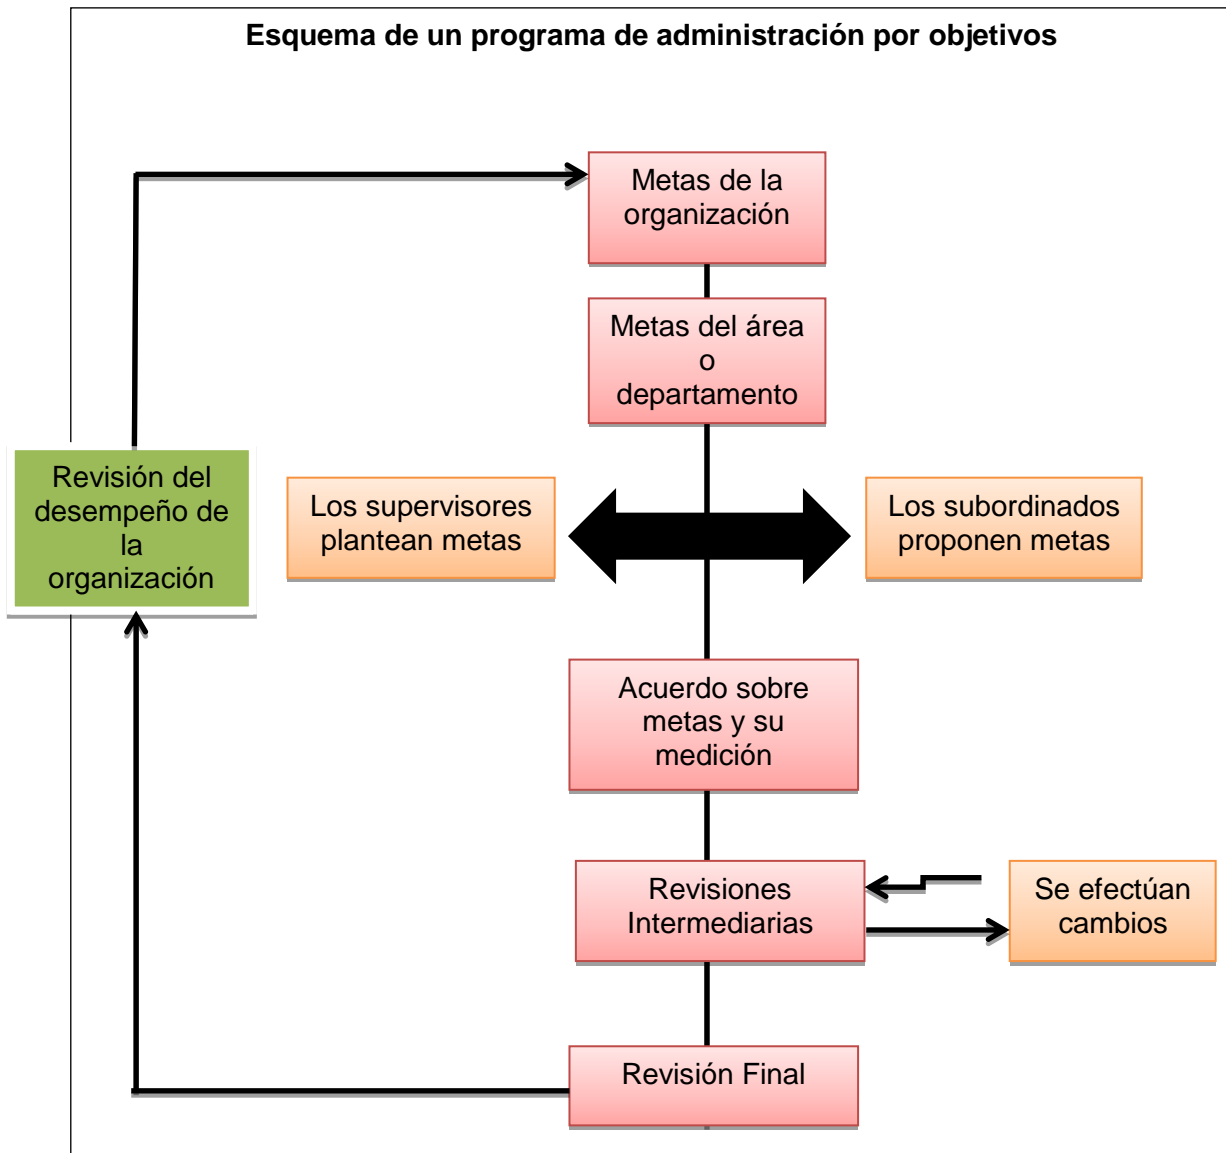 Esquema de un programa de administración por objetivos
Metas de la
organización
Metas del área
o
departamento
Revisión del
desempeño de
la
organización
Los supervisores
plantean metas
Los subordinados
proponen metas
Acuerdo sobre
metas y su
medición
Revisiones
Intermediarias
Se efectúan
cambios
Revisión Final